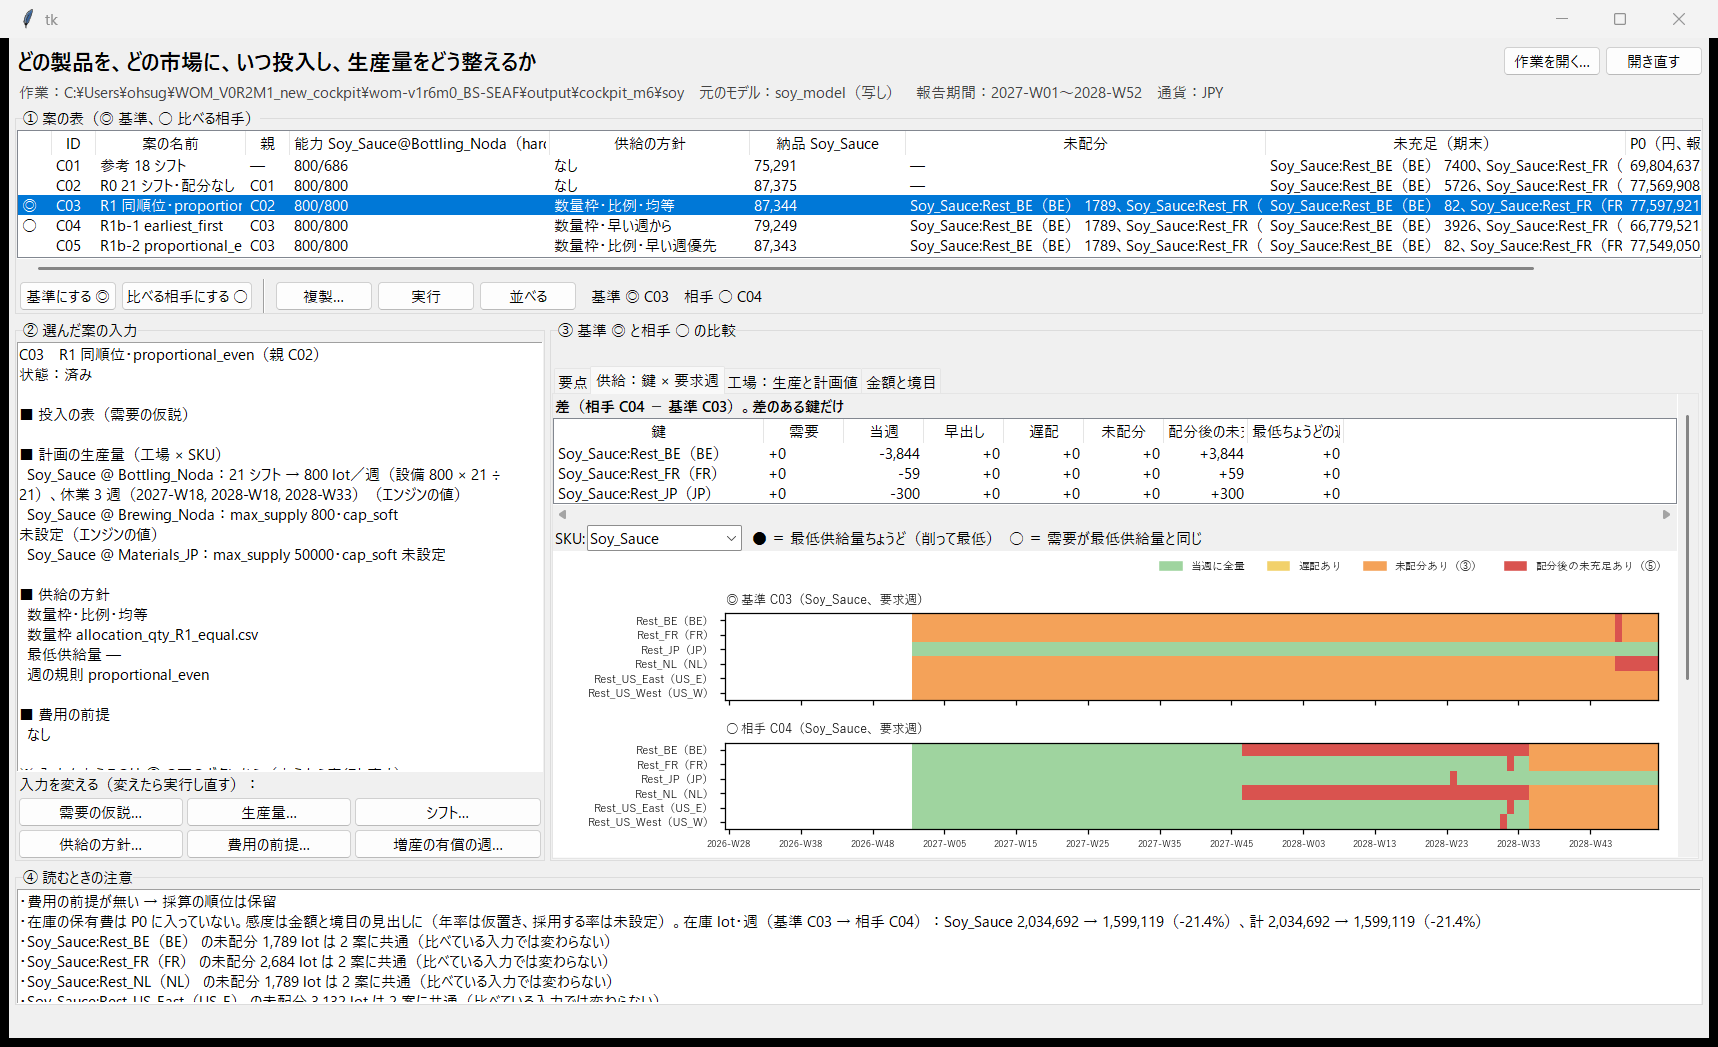 tk
どの製品を、どの市場に、いつ投入し、生産量をどう整えるか
作業を開く...
開き直す
作業：C:¥Users¥ohsug¥WOM_V0R2M1_new_cockpit¥wom-v1r6m0_BS-SEAF¥output¥cockpit_m6¥soy 元のモデル：soy_model（写し） 報告期間：2027-W01～2028-W52 通貨：JPY
① 案の表（◎ 基準、○ 比べる相手）
ID 案の名前 親 能力 Soy_Sauce@Bottling_Noda（hard 供給の方針 納品 Soy_Sauce 未配分 未充足（期末） P0（円、報
C01 参考 18 シフト — 800/686 なし 75,291 — Soy_Sauce:Rest_BE（BE） 7400、Soy_Sauce:Rest_FR（ 69,804,637
C02 R0 21 シフト・配分なし C01 800/800 なし 87,375 — Soy_Sauce:Rest_BE（BE） 5726、Soy_Sauce:Rest_FR（ 77,569,908
◎ C03 R1 同順位・proportior C02 800/800 数量枠・比例・均等 87,344 Soy_Sauce:Rest_BE（BE） 1789、Soy_Sauce:Rest_FR（ Soy_Sauce:Rest_BE（BE） 82、Soy_Sauce:Rest_FR（FR 77,597,921
○ C04 R1b-1 earliest_first C03 800/800 数量枠・早い週から 79,249 Soy_Sauce:Rest_BE（BE） 1789、Soy_Sauce:Rest_FR（ Soy_Sauce:Rest_BE（BE） 3926、Soy_Sauce:Rest_FR（ 66,779,521
C05 R1b-2 proportional_e C03 800/800 数量枠・比例・早い週優先 87,343 Soy_Sauce:Rest_BE（BE） 1789、Soy_Sauce:Rest_FR（ Soy_Sauce:Rest_BE（BE） 82、Soy_Sauce:Rest_FR（FR 77,549,050
基準にする ◎ 比べる相手にする ○ 複製... 実行 並べる 基準 ◎ C03 相手 ○ C04
② 選んだ案の入力
C03 R1 同順位・proportional_even（親 C02）
状態：済み
■ 投入の表（需要の仮説）
■ 計画の生産量（工場 × SKU）
Soy_Sauce @ Bottling_Noda：21 シフト → 800 lot／週（設備 800 × 21 ÷
21）、休業 3 週（2027-W18, 2028-W18, 2028-W33）（エンジンの値）
Soy_Sauce @ Brewing_Noda：max_supply 800・cap_soft
未設定（エンジンの値）
Soy_Sauce @ Materials_JP：max_supply 50000・cap_soft 未設定
■ 供給の方針
数量枠・比例・均等
数量枠 allocation_qty_R1_equal.csv
最低供給量 —
週の規則 proportional_even
■ 費用の前提
なし
入力を変える（変えたら実行し直す）：
需要の仮説... 生産量... シフト...
供給の方針... 費用の前提... 増産の有償の週...
③ 基準 ◎ と相手 ○ の比較
要点 供給：鍵 × 要求週 工場：生産と計画値 金額と境目
差（相手 C04 － 基準 C03）。差のある鍵だけ
鍵 需要 当週 早出し 遅配 未配分 配分後の未 最低ちょうどの
Soy_Sauce:Rest_BE（BE） +0 -3,844 +0 +0 +0 +3,844 +0
Soy_Sauce:Rest_FR（FR） +0 -59 +0 +0 +0 +59 +0
Soy_Sauce:Rest_JP（JP） +0 -300 +0 +0 +0 +300 +0
SKU: Soy_Sauce ● = 最低供給量ちょうど（削って最低） ○ = 需要が最低供給量と同じ
当週に全量 遅配あり 未配分あり（③） 配分後の未充足あり（⑤）
◎ 基準 C03（Soy_Sauce、要求週）
Rest_BE（BE）
Rest_FR（FR）
Rest_JP（JP）
Rest_NL（NL）
Rest_US_East（US_E）
Rest_US_West（US_W）
○ 相手 C04（Soy_Sauce、要求週）
Rest_BE（BE）
Rest_FR（FR）
Rest_JP（JP）
Rest_NL（NL）
Rest_US_East（US_E）
Rest_US_West（US_W）
2026-W28 2026-W38 2026-W48 2027-W05 2027-W15 2027-W25 2027-W35 2027-W45 2028-W03 2028-W13 2028-W23 2028-W33 2028-W43
④ 読むときの注意
・費用の前提が無い → 採算の順位は保留
・在庫の保有費は P0 に入っていない。感度は金額と境目の見出しに（年率は仮置き、採用する率は未設定）。在庫 lot・週（基準 C03 → 相手 C04）：Soy_Sauce 2,034,692 → 1,599,119（-21.4%）、計 2,034,692 → 1,599,119（-21.4%）
・Soy_Sauce:Rest_BE（BE） の未配分 1,789 lot は 2 案に共通（比べている入力では変わらない）
・Soy_Sauce:Rest_FR（FR） の未配分 2,684 lot は 2 案に共通（比べている入力では変わらない）
・Soy_Sauce:Rest_NL（NL） の未配分 1,789 lot は 2 案に共通（比べている入力では変わらない）
・Soy_Sauce:Rest_US_East（US_E） の未配分 3,132 lot は 2 案に共通（比べている入力では変わらない）